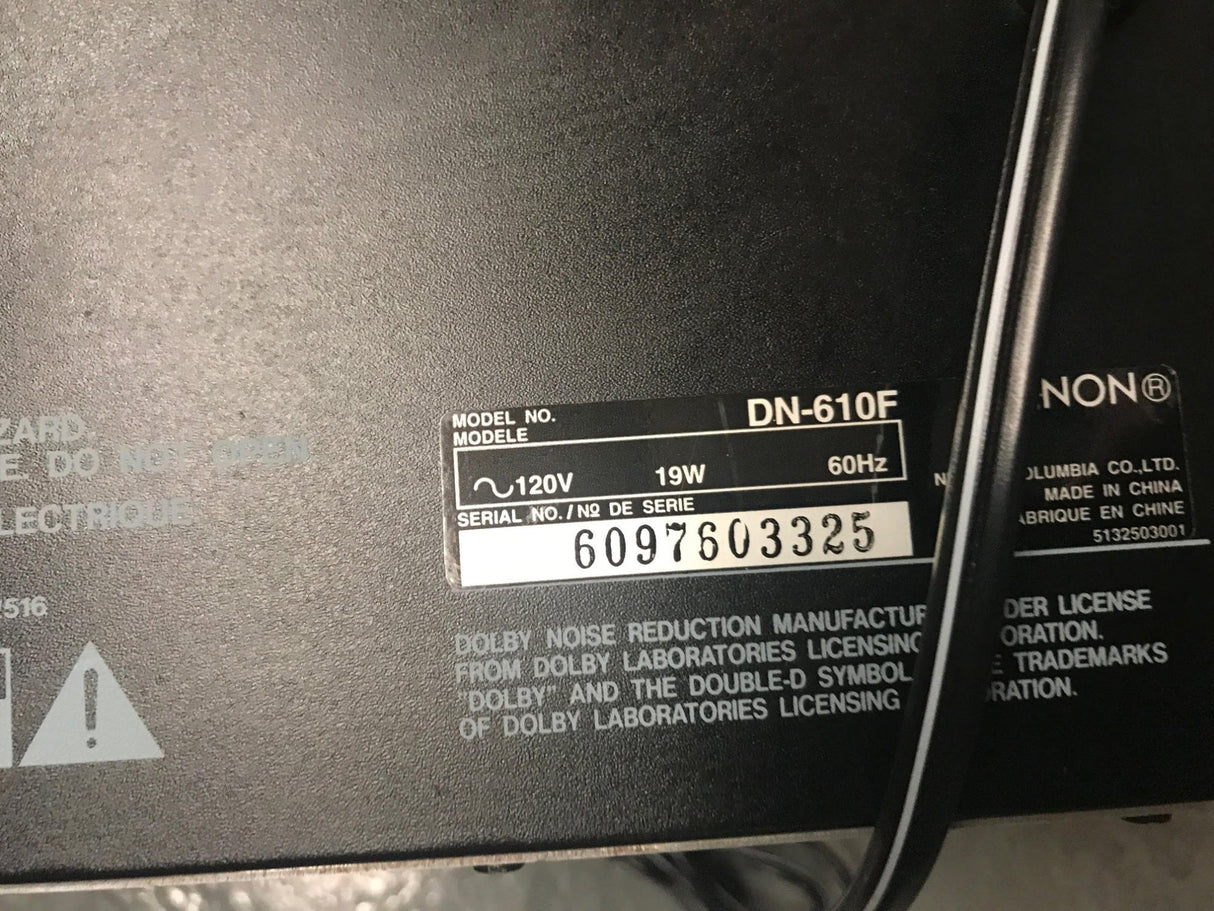 MODEL NO. DN-610F NON®
MODELE
120V 19W 60Hz
OLUMBIA CO.,LTD.
MADE IN CHINA
SERIAL NO./Nº DE SERIE
ABRIQUE EN CHINE
6097603325
5132503001
ZARD
E DO NOT OPEN
LECTRIQUE
516
DOLBY NOISE REDUCTION MANUFACTUR DER LICENSE
FROM DOLBY LABORATORIES LICENSING ORATION.
"DOLBY" AND THE DOUBLE-D SYMBOL E TRADEMARKS
OF DOLBY LABORATORIES LICENSING RATION.